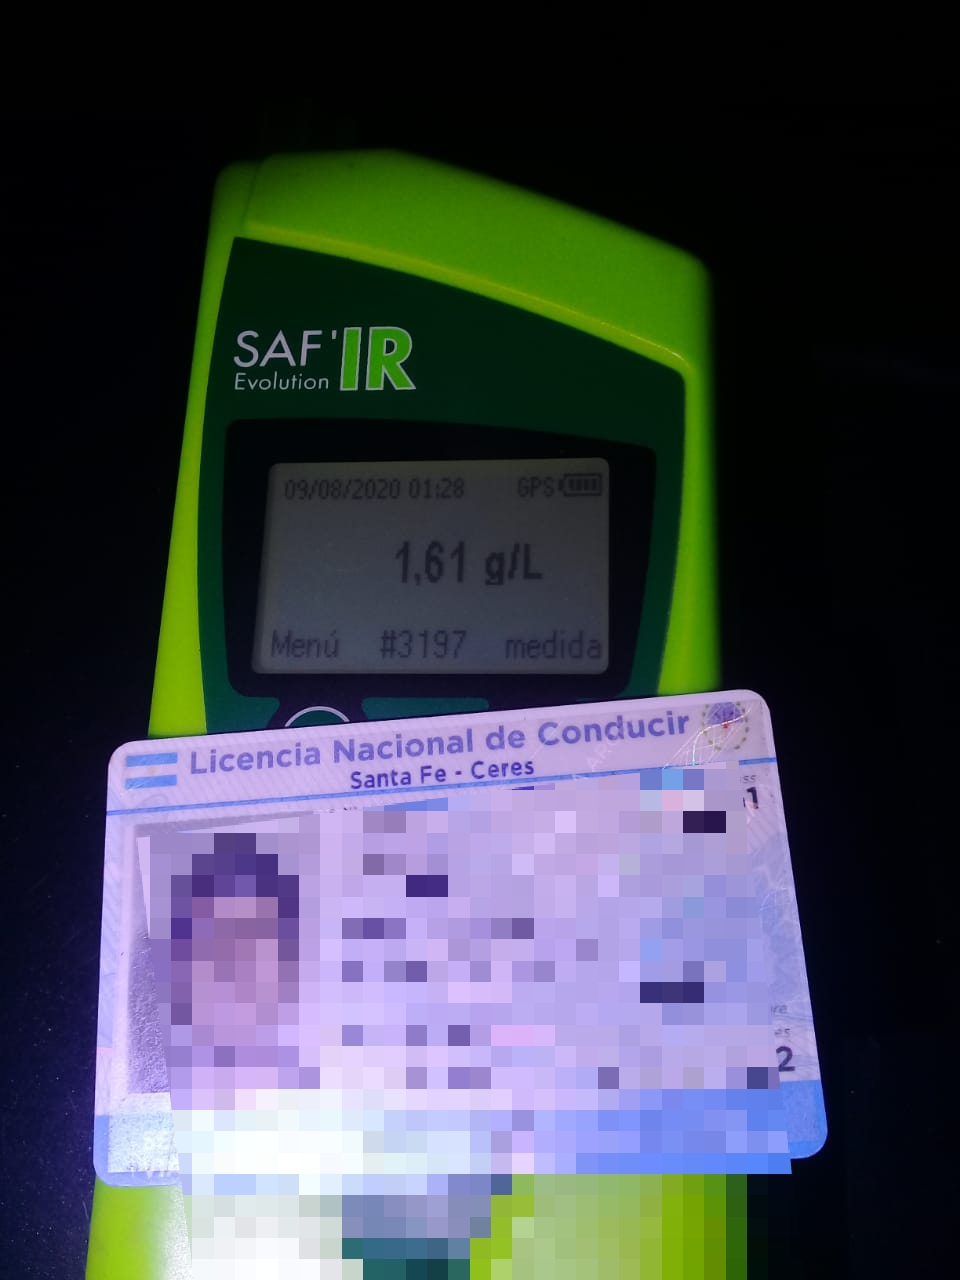 SAF'IR
Evolution
09/08/2020 01:28 GPS
1,61 g/L
Menú #3197 medida
Licencia Nacional de Conducir
Santa Fe - Ceres